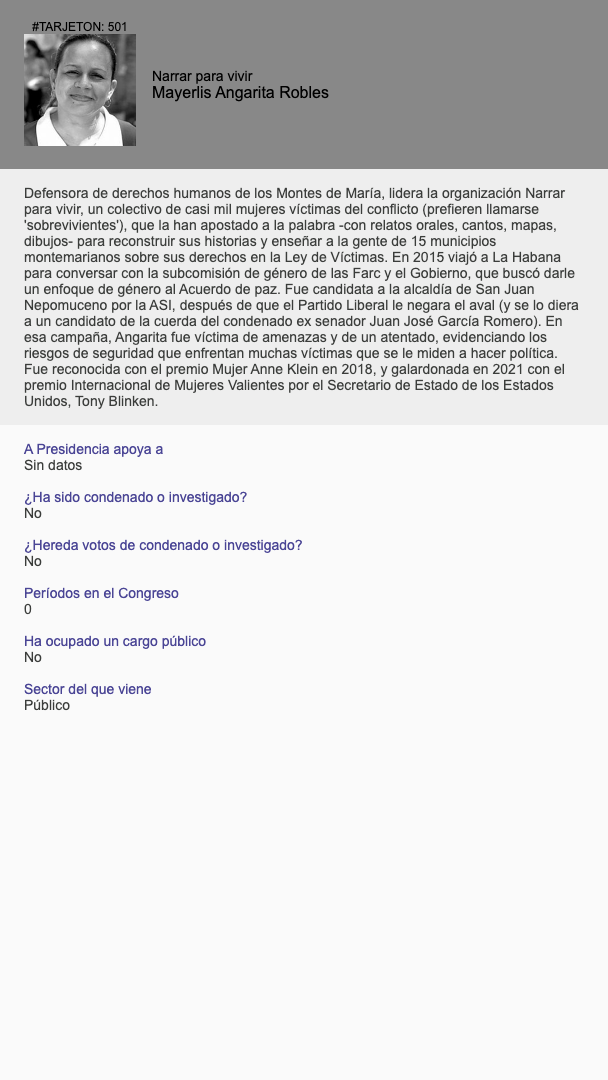 #TARJETON: 501
Narrar para vivir
Mayerlis Angarita Robles
Defensora de derechos humanos de los Montes de María, lidera la organización Narrar
para vivir, un colectivo de casi mil mujeres víctimas del conflicto (prefieren llamarse
'sobrevivientes'), que la han apostado a la palabra -con relatos orales, cantos, mapas,
dibujos- para reconstruir sus historias y enseñar a la gente de 15 municipios
montemarianos sobre sus derechos en la Ley de Víctimas. En 2015 viajó a La Habana
para conversar con la subcomisión de género de las Farc y el Gobierno, que buscó darle
un enfoque de género al Acuerdo de paz. Fue candidata a la alcaldía de San Juan
Nepomuceno por la ASI, después de que el Partido Liberal le negara el aval (y se lo diera
a un candidato de la cuerda del condenado ex senador Juan José García Romero). En
esa campaña, Angarita fue víctima de amenazas y de un atentado, evidenciando los
riesgos de seguridad que enfrentan muchas víctimas que se le miden a hacer política.
Fue reconocida con el premio Mujer Anne Klein en 2018, y galardonada en 2021 con el
premio Internacional de Mujeres Valientes por el Secretario de Estado de los Estados
Unidos, Tony Blinken.
A Presidencia apoya a
Sin datos
¿Ha sido condenado o investigado?
No
¿Hereda votos de condenado o investigado?
No
Períodos en el Congreso
0
Ha ocupado un cargo público
No
Sector del que viene
Público